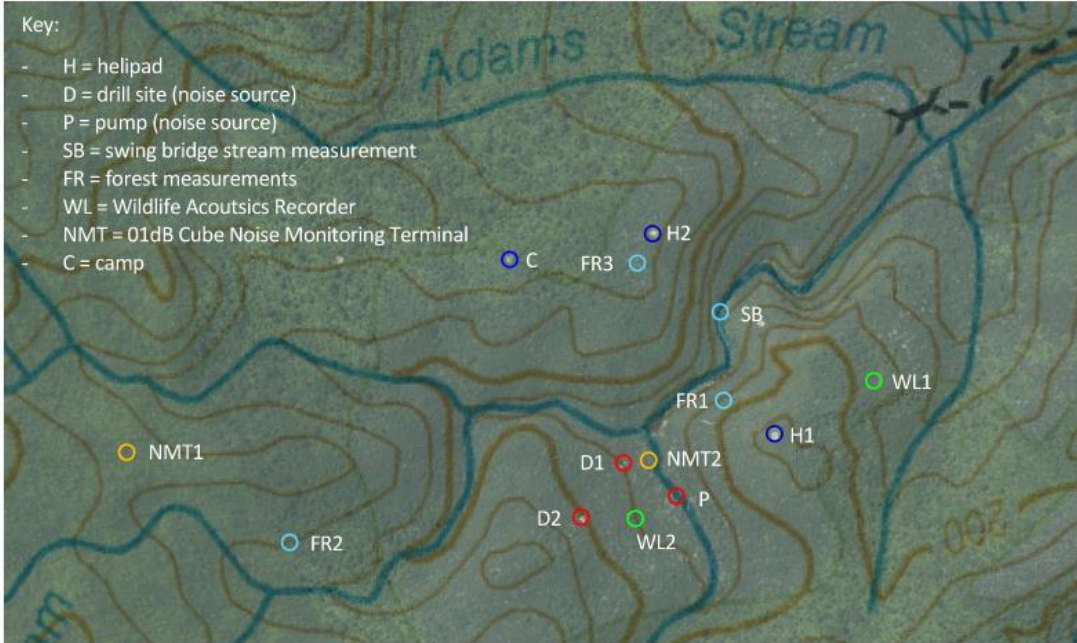 Key:
- H = helipad
- D = drill site (noise source)
- P = pump (noise source)
- SB = swing bridge stream measurement
- FR = forest measurements
- WL = Wildlife Acoutsics Recorder
- NMT = 01dB Cube Noise Monitoring Terminal
- C = camp
Adams Stream
H2
C
FR3
SB
WL1
FR1
H1
NMT1
D1
NMT2
P
D2
WL2
FR2
200